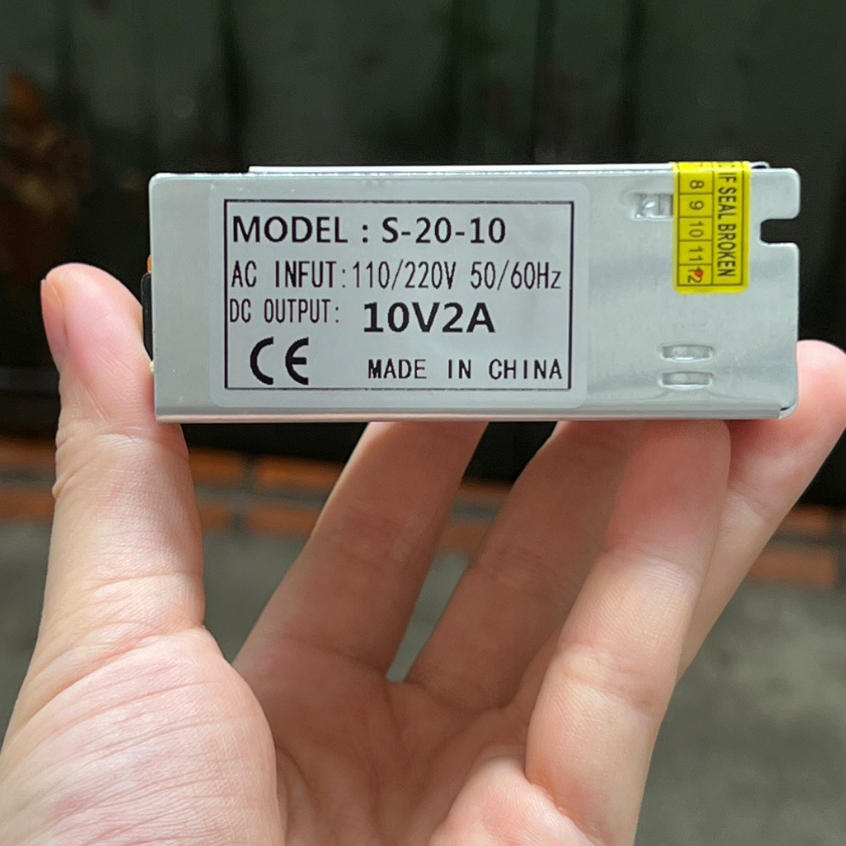 MODEL : S-20-10
AC INFUT:110/220V 50/60Hz
DC OUTPUT: 10V2A
CE MADE IN CHINA
IF SEAL BROKEN
8 9 10 11 12